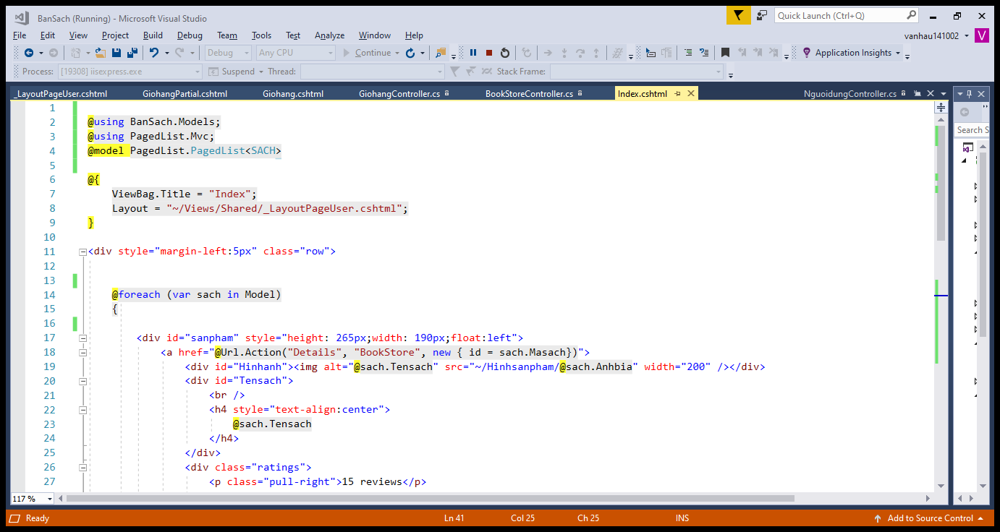 BanSach (Running) - Microsoft Visual Studio
Quick Launch (Ctrl+Q)
File Edit View Project Build Debug Team Tools Test Analyze Window Help
vanhau141002 V
Debug Any CPU Continue Application Insights
Process: [19308] iisexpress.exe Suspend Thread: Stack Frame:
_LayoutPageUser.cshtml GiohangPartial.cshtml Giohang.cshtml GiohangController.cs BookStoreController.cs Index.cshtml NguoidungController.cs
Search S
1
2 @using BanSach.Models;
3 @using PagedList.Mvc;
4 @model PagedList.PagedList<SACH>
5
6 @{
7 ViewBag.Title = "Index";
8 Layout = "~/Views/Shared/_LayoutPageUser.cshtml";
9 }
10
11 <div style="margin-left:5px" class="row">
12
13
14 @foreach (var sach in Model)
15 {
16
17 <div id="sanpham" style="height: 265px;width: 190px;float:left">
18 <a href="@Url.Action("Details", "BookStore", new { id = sach.Masach})">
19 <div id="Hinhanh"><img alt="@sach.Tensach" src="~/Hinhsanpham/@sach.Anhbia" width="200" /></div>
20 <div id="Tensach">
21 <br />
22 <h4 style="text-align:center">
23 @sach.Tensach
24 </h4>
25 </div>
26 <div class="ratings">
27 <p class="pull-right">15 reviews</p>
117 %
Ready Ln 41 Col 25 Ch 25 INS Add to Source Control